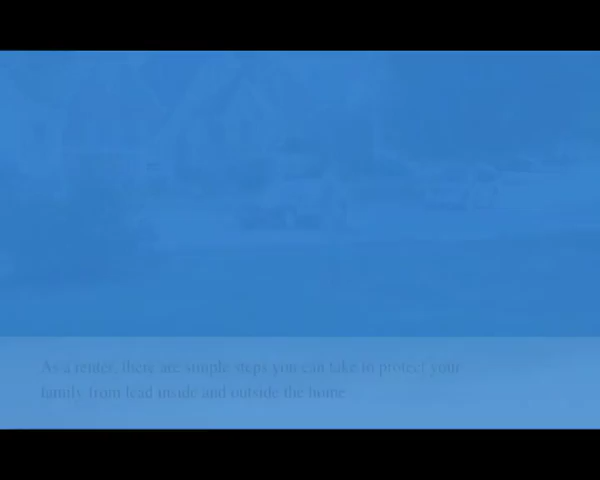 As a renter, there are simple steps you can take to protect your
family from lead inside and outside the home.